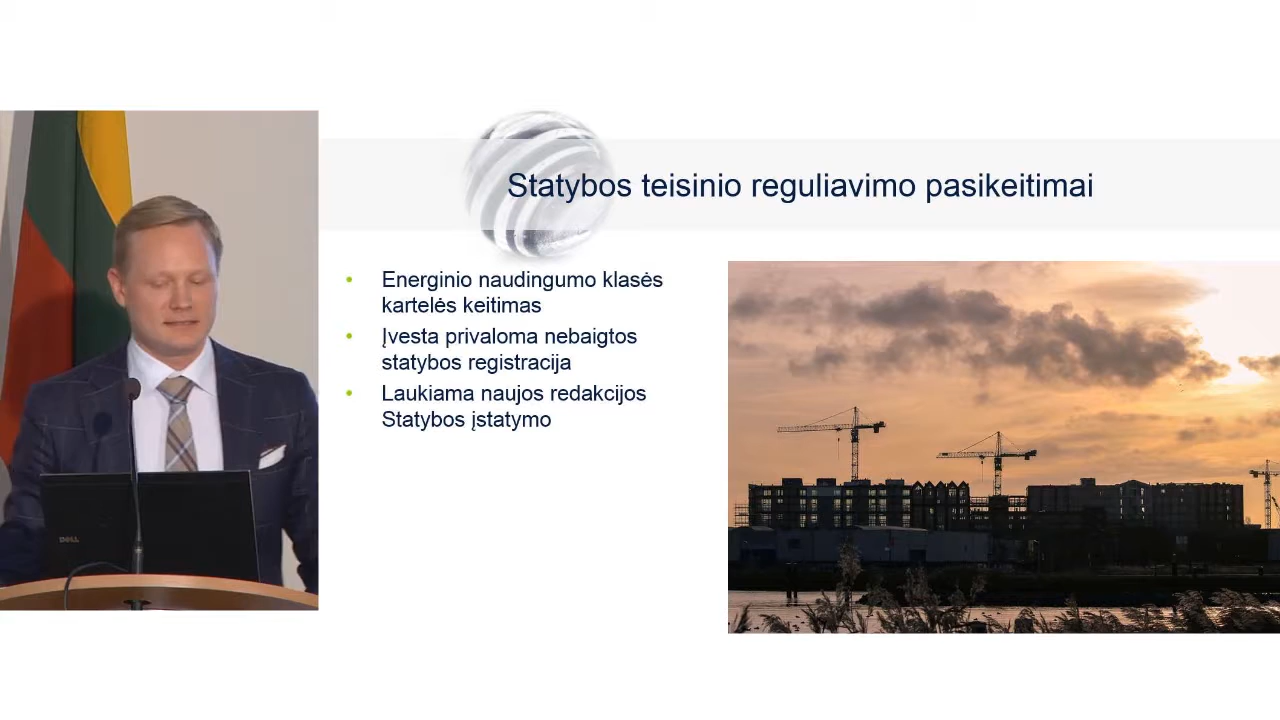 Statybos teisinio reguliavimo pasikeitimai
Energinio naudingumo klasės
kartelės keitimas
Įvesta privaloma nebaigtos
statybos registracija
Laukiama naujos redakcijos
Statybos įstatymo
DELL